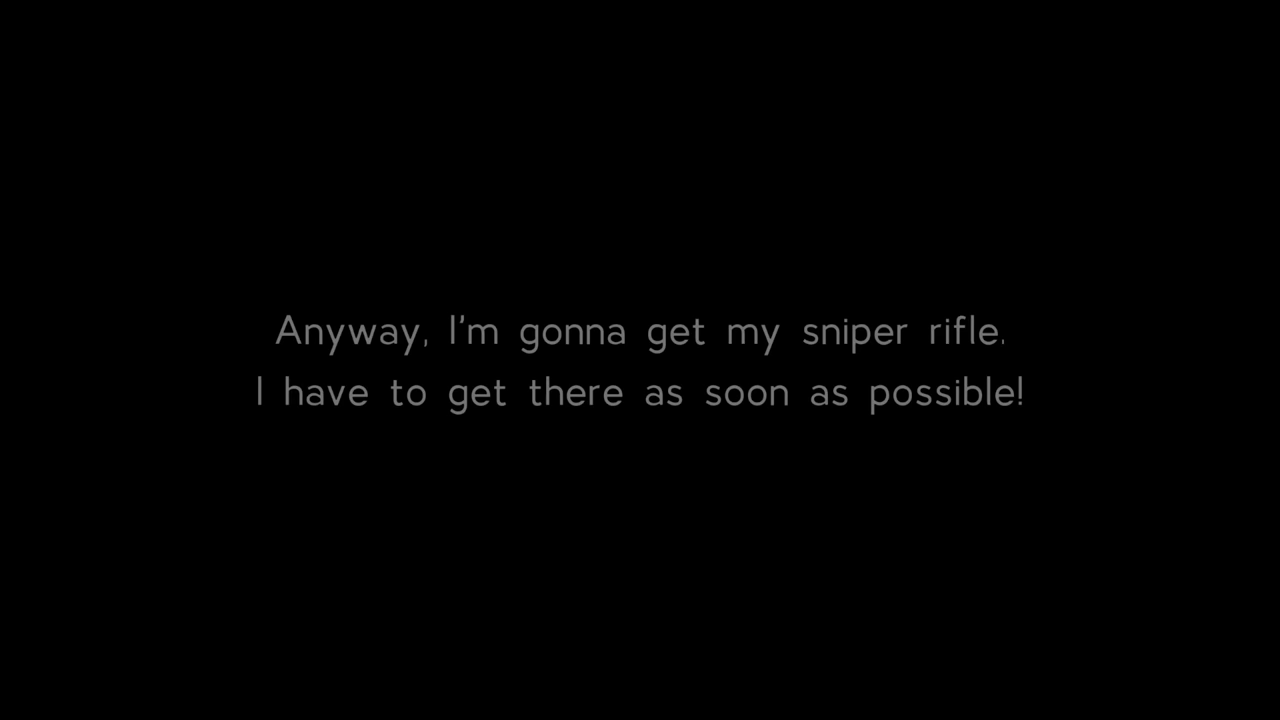 Anyway, I'm gonna get my sniper rifle.
I have to get there as soon as possible!